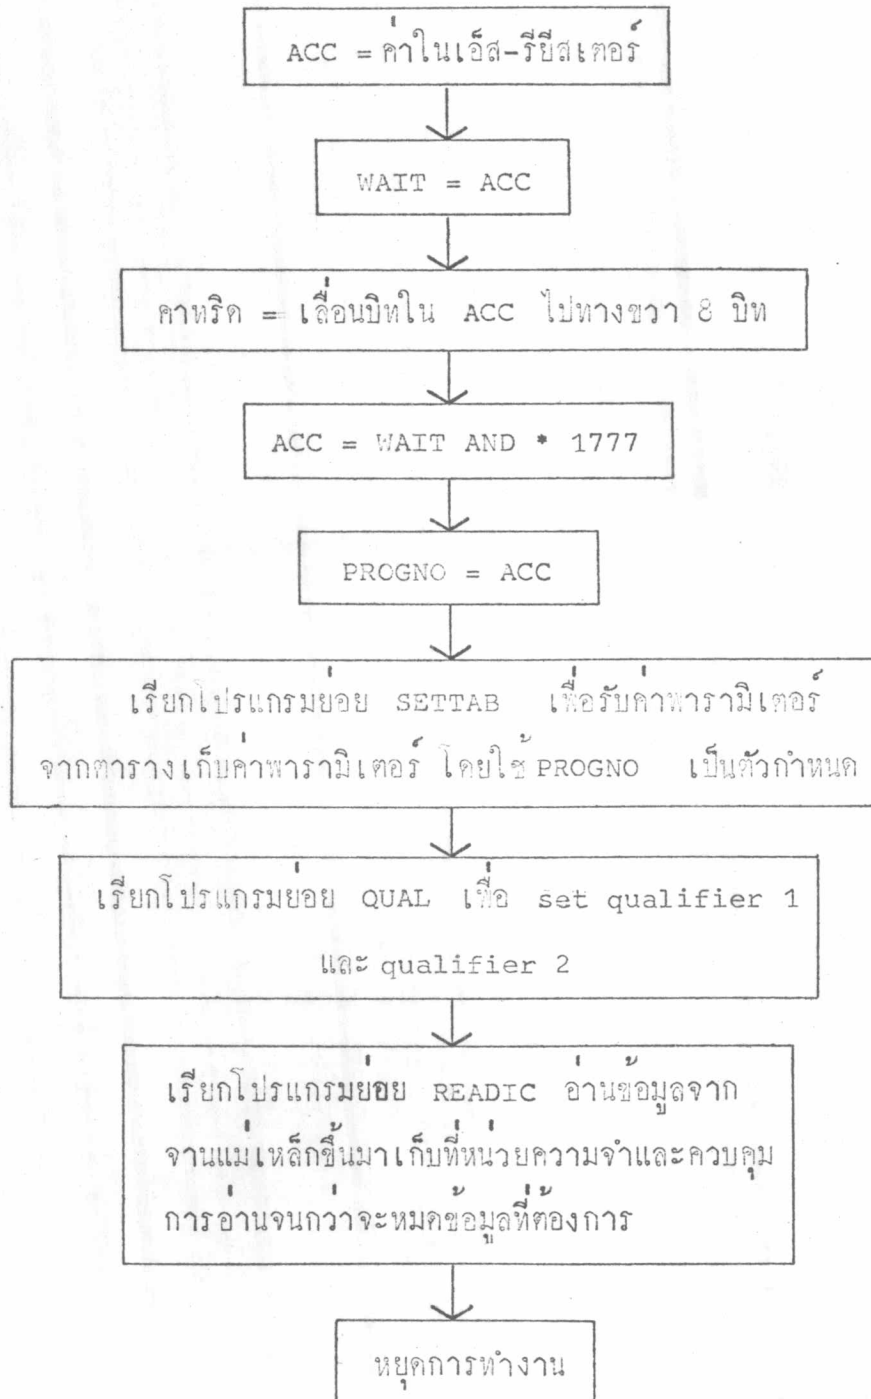 ACC = ค่าในเอ็ส-รียีสเตอร์
WAIT = ACC
คาทริด = เลื่อนบิทใน ACC ไปทางขวา 8 บิท
ACC = WAIT AND * 1777
PROGNO = ACC
เรียกโปรแกรมย่อย SETTAB เพื่อรับค่าพารามิเตอร์
จากตารางเก็บค่าพารามิเตอร์ โดยใช้ PROGNO เป็นตัวกำหนด
เรียกโปรแกรมย่อย QUAL เพื่อ set qualifier 1
และ qualifier 2
เรียกโปรแกรมย่อย READIC อ่านข้อมูลจาก
จานแม่เหล็กขึ้นมาเก็บที่หน่วยความจำและควบคุม
การอ่านจนกว่าจะหมดข้อมูลที่ต้องการ
หยุดการทำงาน